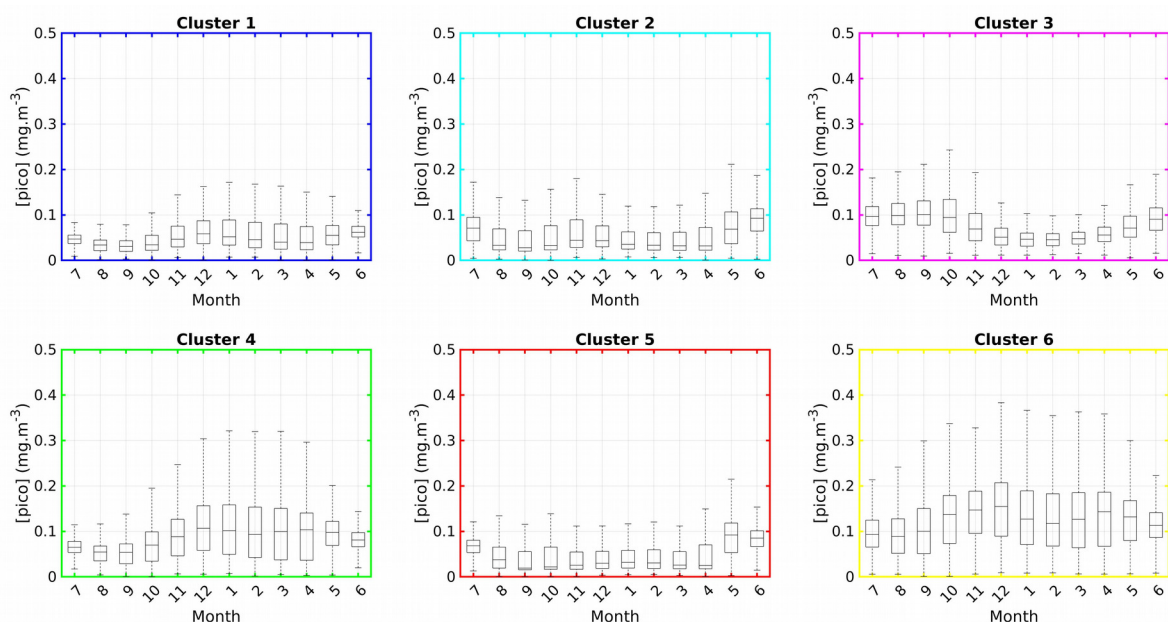 Cluster 1
[pico] (mg.m-3)
0.5
0.4
0.3
0.2
0.1
0
7 8 9 10 11 12 1 2 3 4 5 6
Month
Cluster 2
[pico] (mg.m-3)
0.5
0.4
0.3
0.2
0.1
0
7 8 9 10 11 12 1 2 3 4 5 6
Month
Cluster 3
[pico] (mg.m-3)
0.5
0.4
0.3
0.2
0.1
0
7 8 9 10 11 12 1 2 3 4 5 6
Month
Cluster 4
[pico] (mg.m-3)
0.5
0.4
0.3
0.2
0.1
0
7 8 9 10 11 12 1 2 3 4 5 6
Month
Cluster 5
[pico] (mg.m-3)
0.5
0.4
0.3
0.2
0.1
0
7 8 9 10 11 12 1 2 3 4 5 6
Month
Cluster 6
[pico] (mg.m-3)
0.5
0.4
0.3
0.2
0.1
0
7 8 9 10 11 12 1 2 3 4 5 6
Month